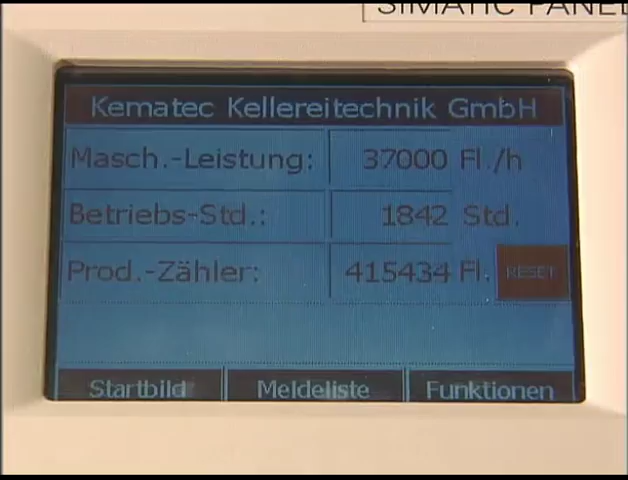 SIMATIC PANEL
Kematec Kellereitechnik GmbH
Masch.-Leistung: 37000 Fl./h
Betriebs-Std.: 1842 Std.
Prod.-Zähler: 415434 Fl. RESET
Startbild Meldeliste Funktionen